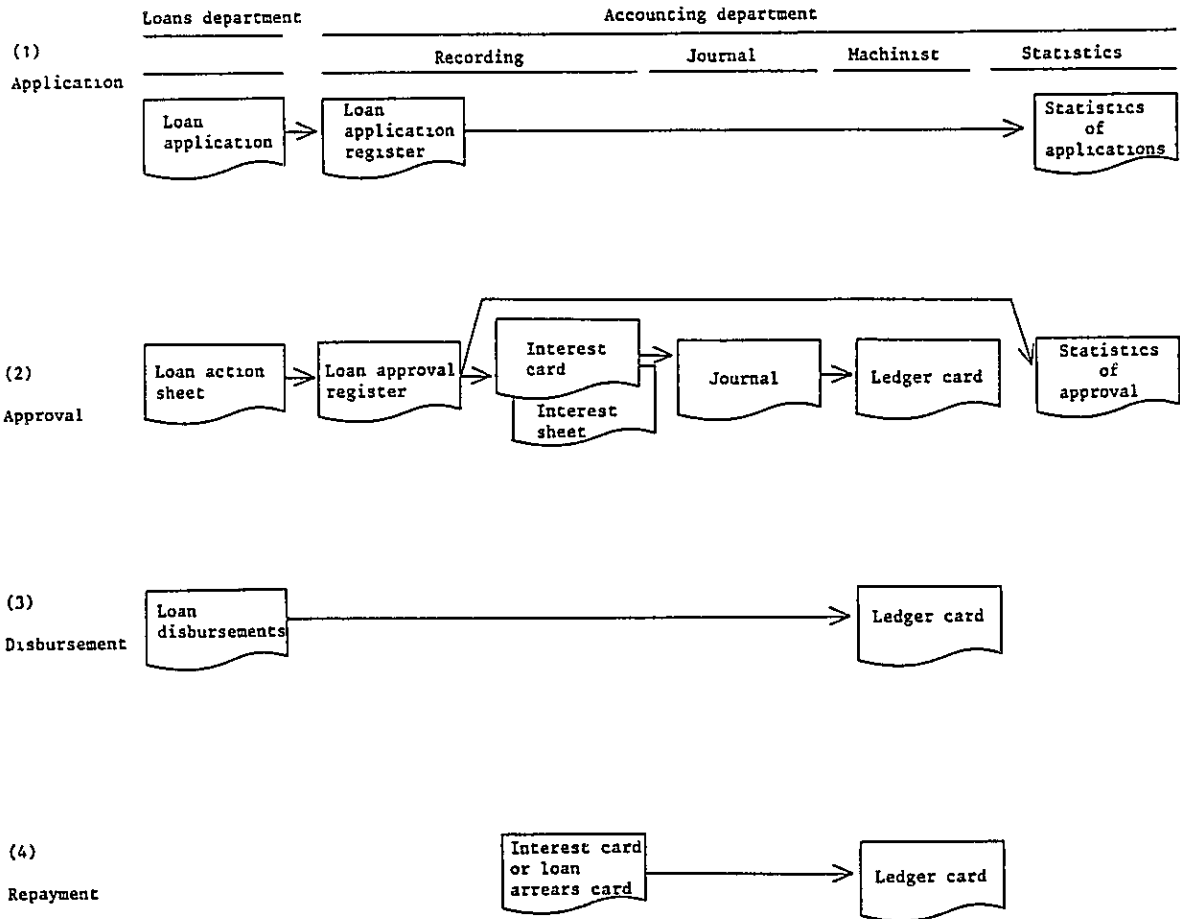 Loans department
Accounting department
(1)
Application
Recording
Journal
Machinist
Statistics
Loan
application
Loan
application
register
Statistics
of
applications
(2)
Approval
Loan action
sheet
Loan approval
register
Interest
card
Interest
sheet
Journal
Ledger card
Statistics
of
approval
(3)
Disbursement
Loan
disbursements
Ledger card
(4)
Repayment
Interest card
or loan
arrears card
Ledger card